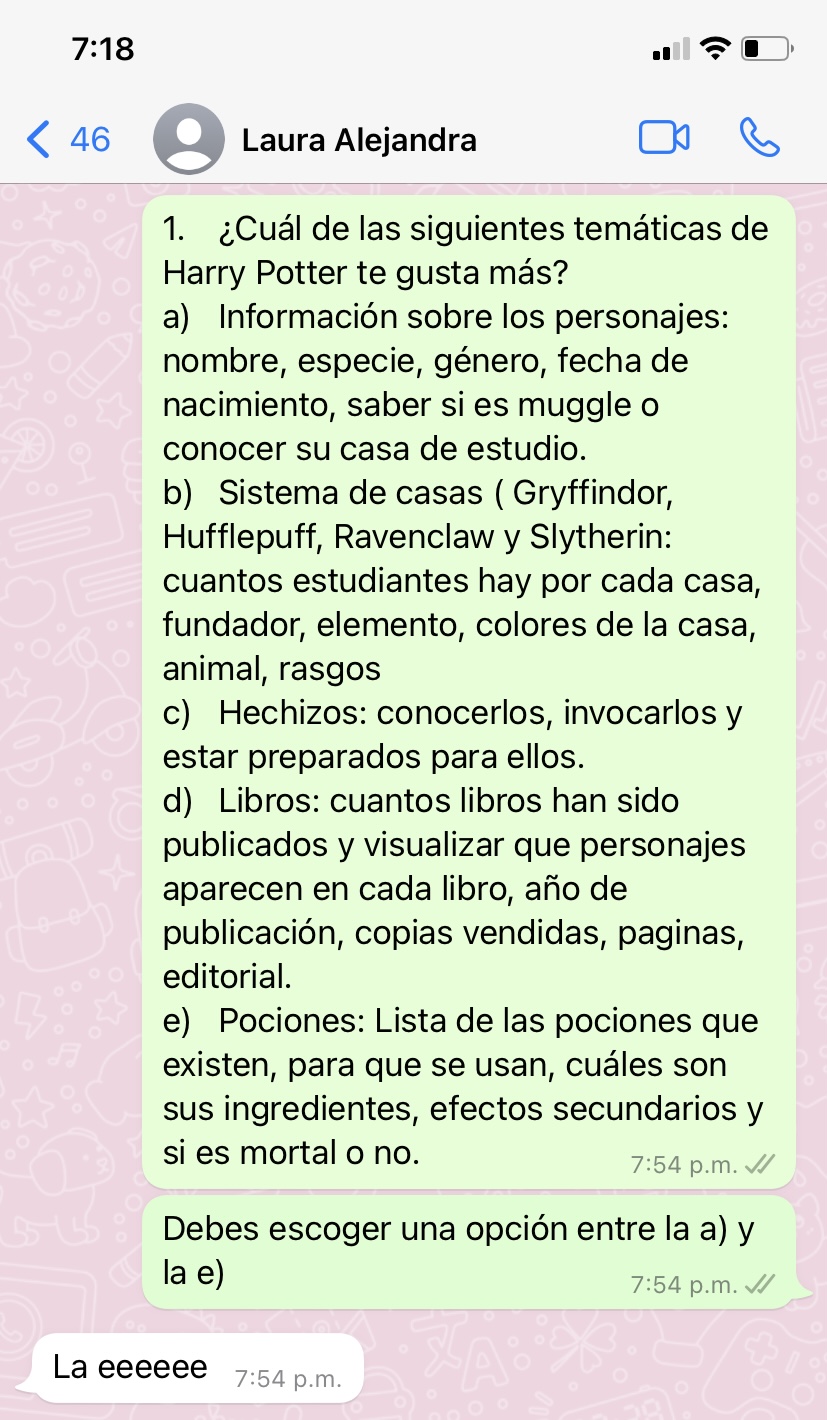 7:18
46
Laura Alejandra
1. ¿Cuál de las siguientes temáticas de
Harry Potter te gusta más?
a) Información sobre los personajes:
nombre, especie, género, fecha de
nacimiento, saber si es muggle o
conocer su casa de estudio.
b) Sistema de casas ( Gryffindor,
Hufflepuff, Ravenclaw y Slytherin:
cuantos estudiantes hay por cada casa,
fundador, elemento, colores de la casa,
animal, rasgos
c) Hechizos: conocerlos, invocarlos y
estar preparados para ellos.
d) Libros: cuantos libros han sido
publicados y visualizar que personajes
aparecen en cada libro, año de
publicación, copias vendidas, paginas,
editorial.
e) Pociones: Lista de las pociones que
existen, para que se usan, cuáles son
sus ingredientes, efectos secundarios y
si es mortal o no.
7:54 p.m.
Debes escoger una opción entre la a) y
la e)
7:54 p.m.
La eeeeee
7:54 p.m.